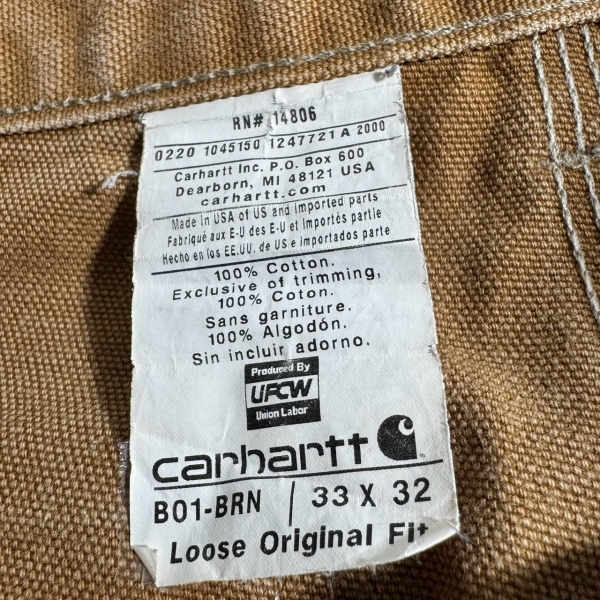 RN# 14806
0220 1045150 1247721 A 2000
Carhartt Inc. P.O. Box 600
Dearborn, MI 48121 USA
carhartt.com
Made in USA of US and imported parts
Fabriqué aux E-U des E-U et importés partie
Hecho en los EE.UU. de US e importados parte
100% Cotton.
Exclusive of trimming,
100% Coton.
Sans garniture.
100% Algodón.
Sin incluir adorno.
Produced By
UFCW
Union Labor
carhartt
B01-BRN / 33 X 32
Loose Original Fit